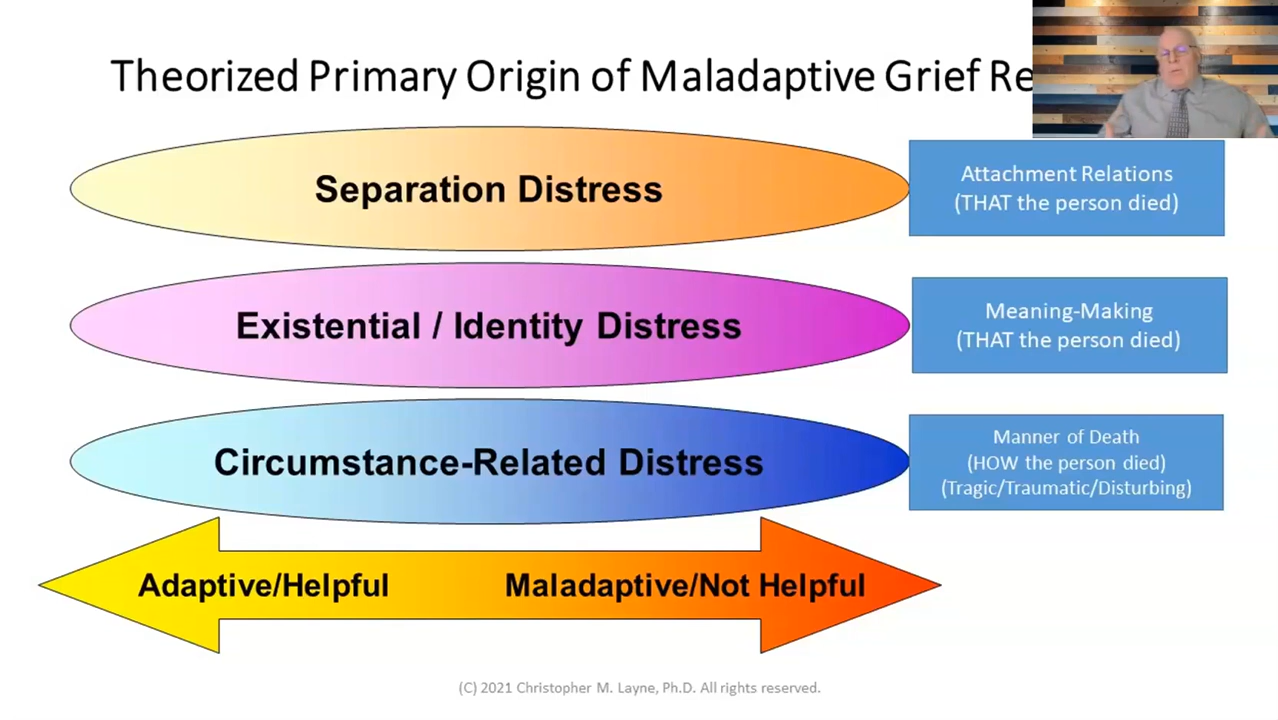 Theorized Primary Origin of Maladaptive Grief Re
Separation Distress
Attachment Relations
(THAT the person died)
Existential / Identity Distress
Meaning-Making
(THAT the person died)
Circumstance-Related Distress
Manner of Death
(HOW the person died)
(Tragic/Traumatic/Disturbing)
Adaptive/Helpful
Maladaptive/Not Helpful
(C) 2021 Christopher M. Layne, Ph.D. All rights reserved.